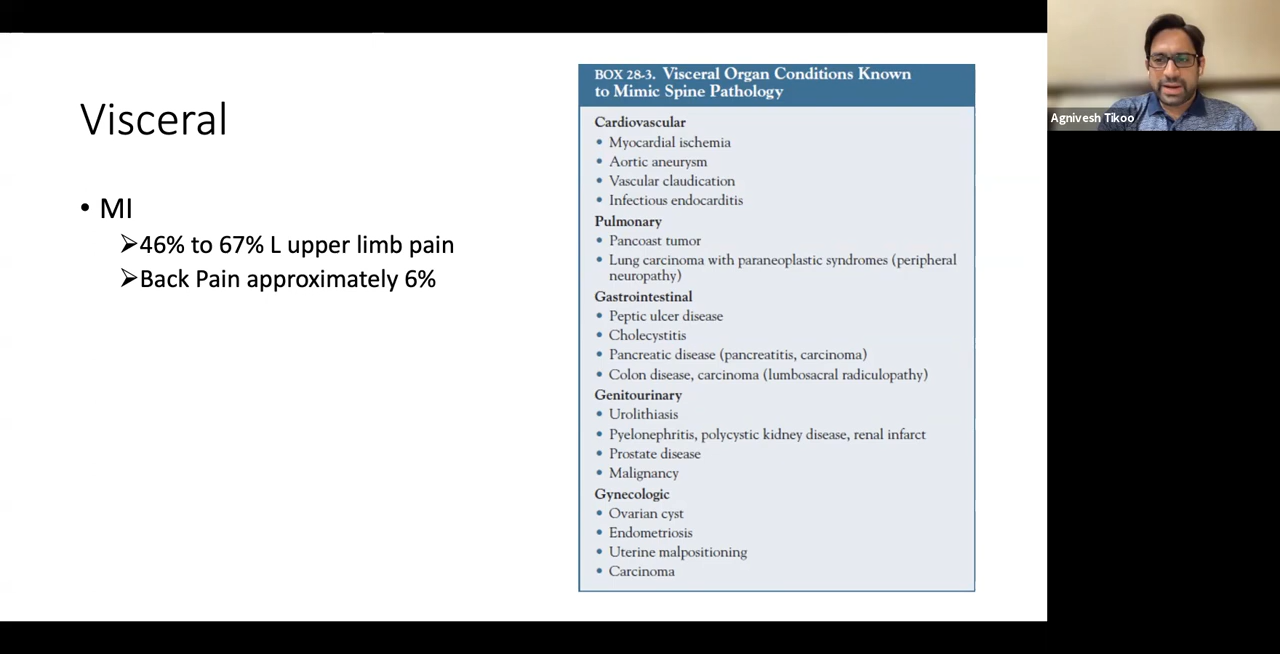 Visceral
• MI
➢46% to 67% L upper limb pain
➢Back Pain approximately 6%
BOX 28-3. Visceral Organ Conditions Known
to Mimic Spine Pathology
Cardiovascular
• Myocardial ischemia
• Aortic aneurysm
• Vascular claudication
• Infectious endocarditis
Pulmonary
• Pancoast tumor
• Lung carcinoma with paraneoplastic syndromes (peripheral
neuropathy)
Gastrointestinal
• Peptic ulcer disease
• Cholecystitis
• Pancreatic disease (pancreatitis, carcinoma)
• Colon disease, carcinoma (lumbosacral radiculopathy)
Genitourinary
• Urolithiasis
• Pyelonephritis, polycystic kidney disease, renal infarct
• Prostate disease
• Malignancy
Gynecologic
• Ovarian cyst
• Endometriosis
• Uterine malpositioning
• Carcinoma
Agnivesh Tikoo